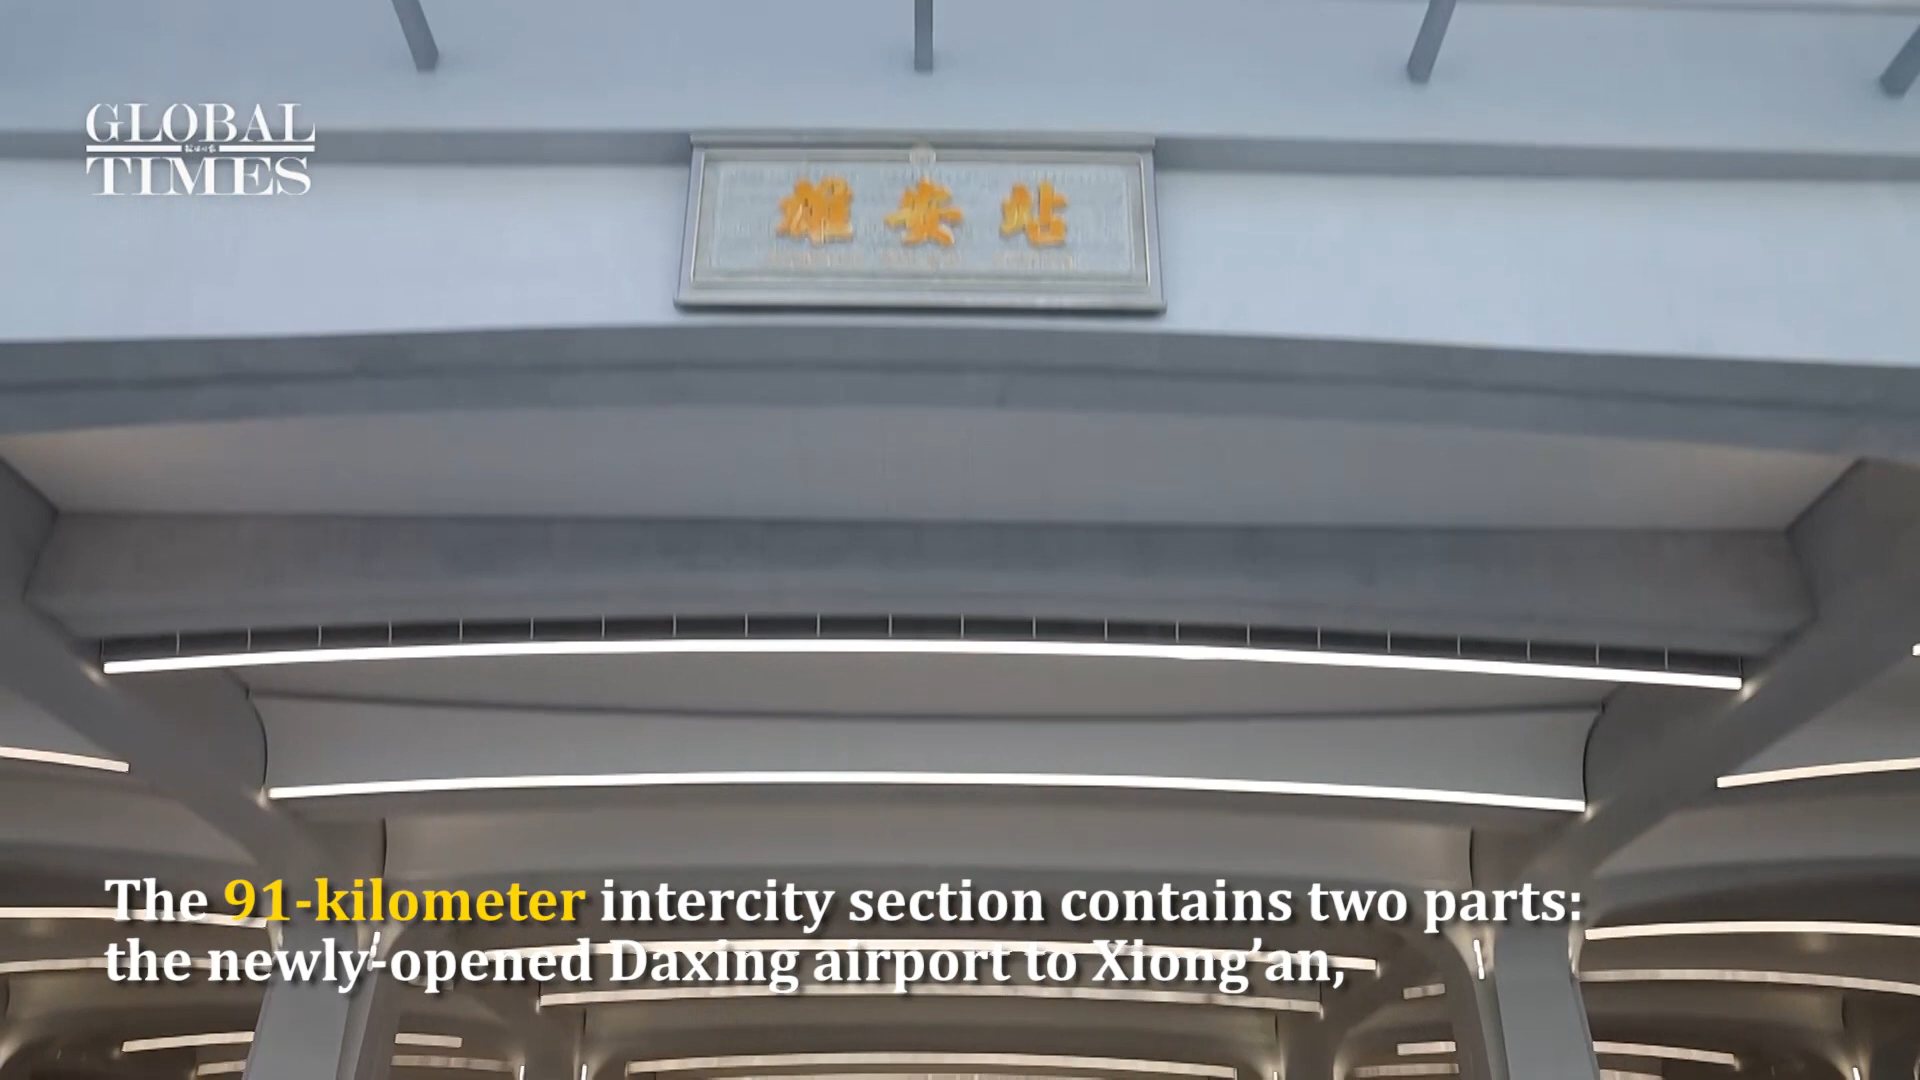 GLOBAL
TIMES
雄安站
The 91-kilometer intercity section contains two parts:
the newly-opened Daxing airport to Xiong’an,